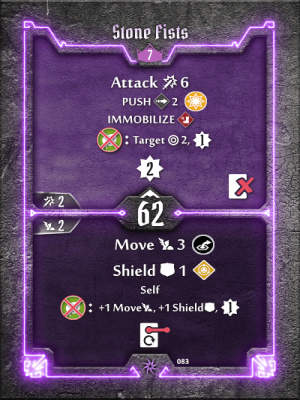 Stone Fists
7
Attack 6
PUSH 2
IMMOBILIZE
: Target 2, 1
2
2
62
2
Move 3
Shield 1
Self
: +1 Move, +1 Shield, 1
083